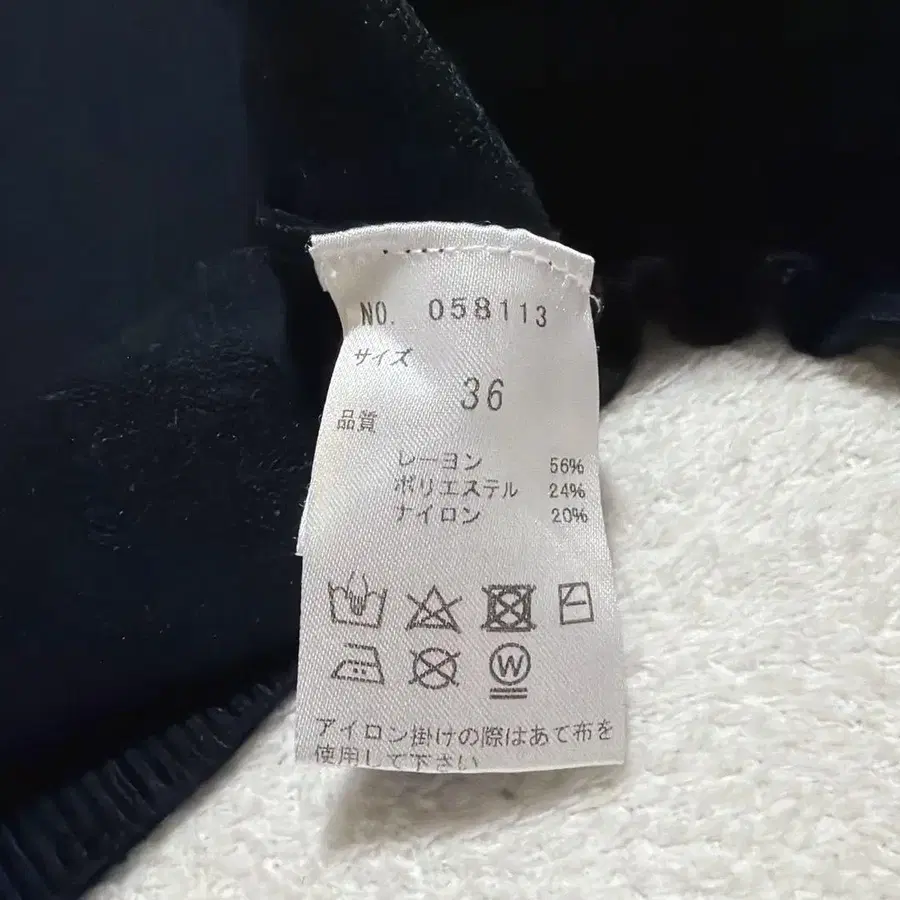 NO. 058113
サイズ
36
品質
レーヨン 56%
ポリエステル 24%
ナイロン 20%
W
アイロン掛けの際はあて布を
使用して下さい